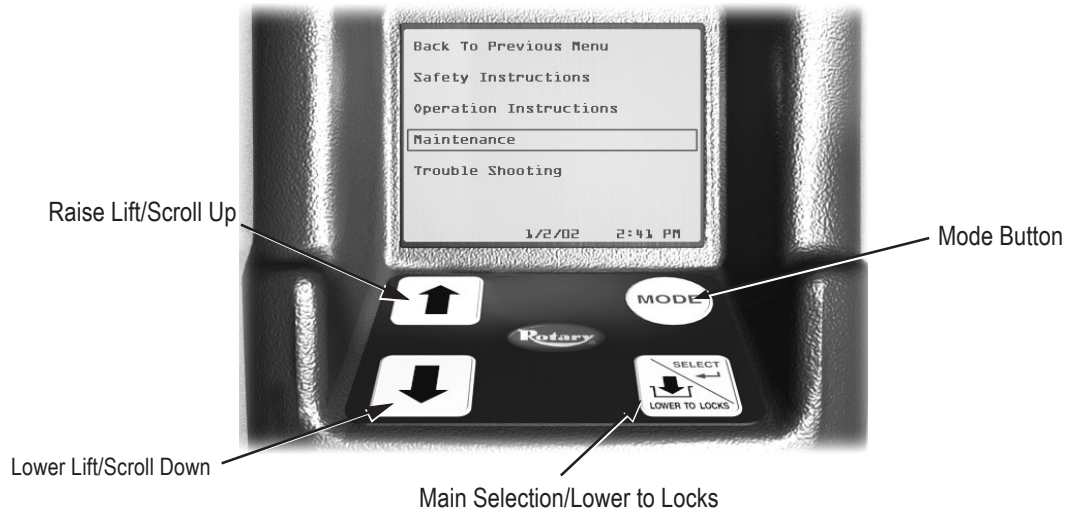 Back To Previous Menu
Safety Instructions
Operation Instructions
Maintenance
Trouble Shooting
1/2/02 2:41 PM
Raise Lift/Scroll Up
Mode Button
MODE
Rotary
SELECT
LOWER TO LOCKS
Lower Lift/Scroll Down
Main Selection/Lower to Locks